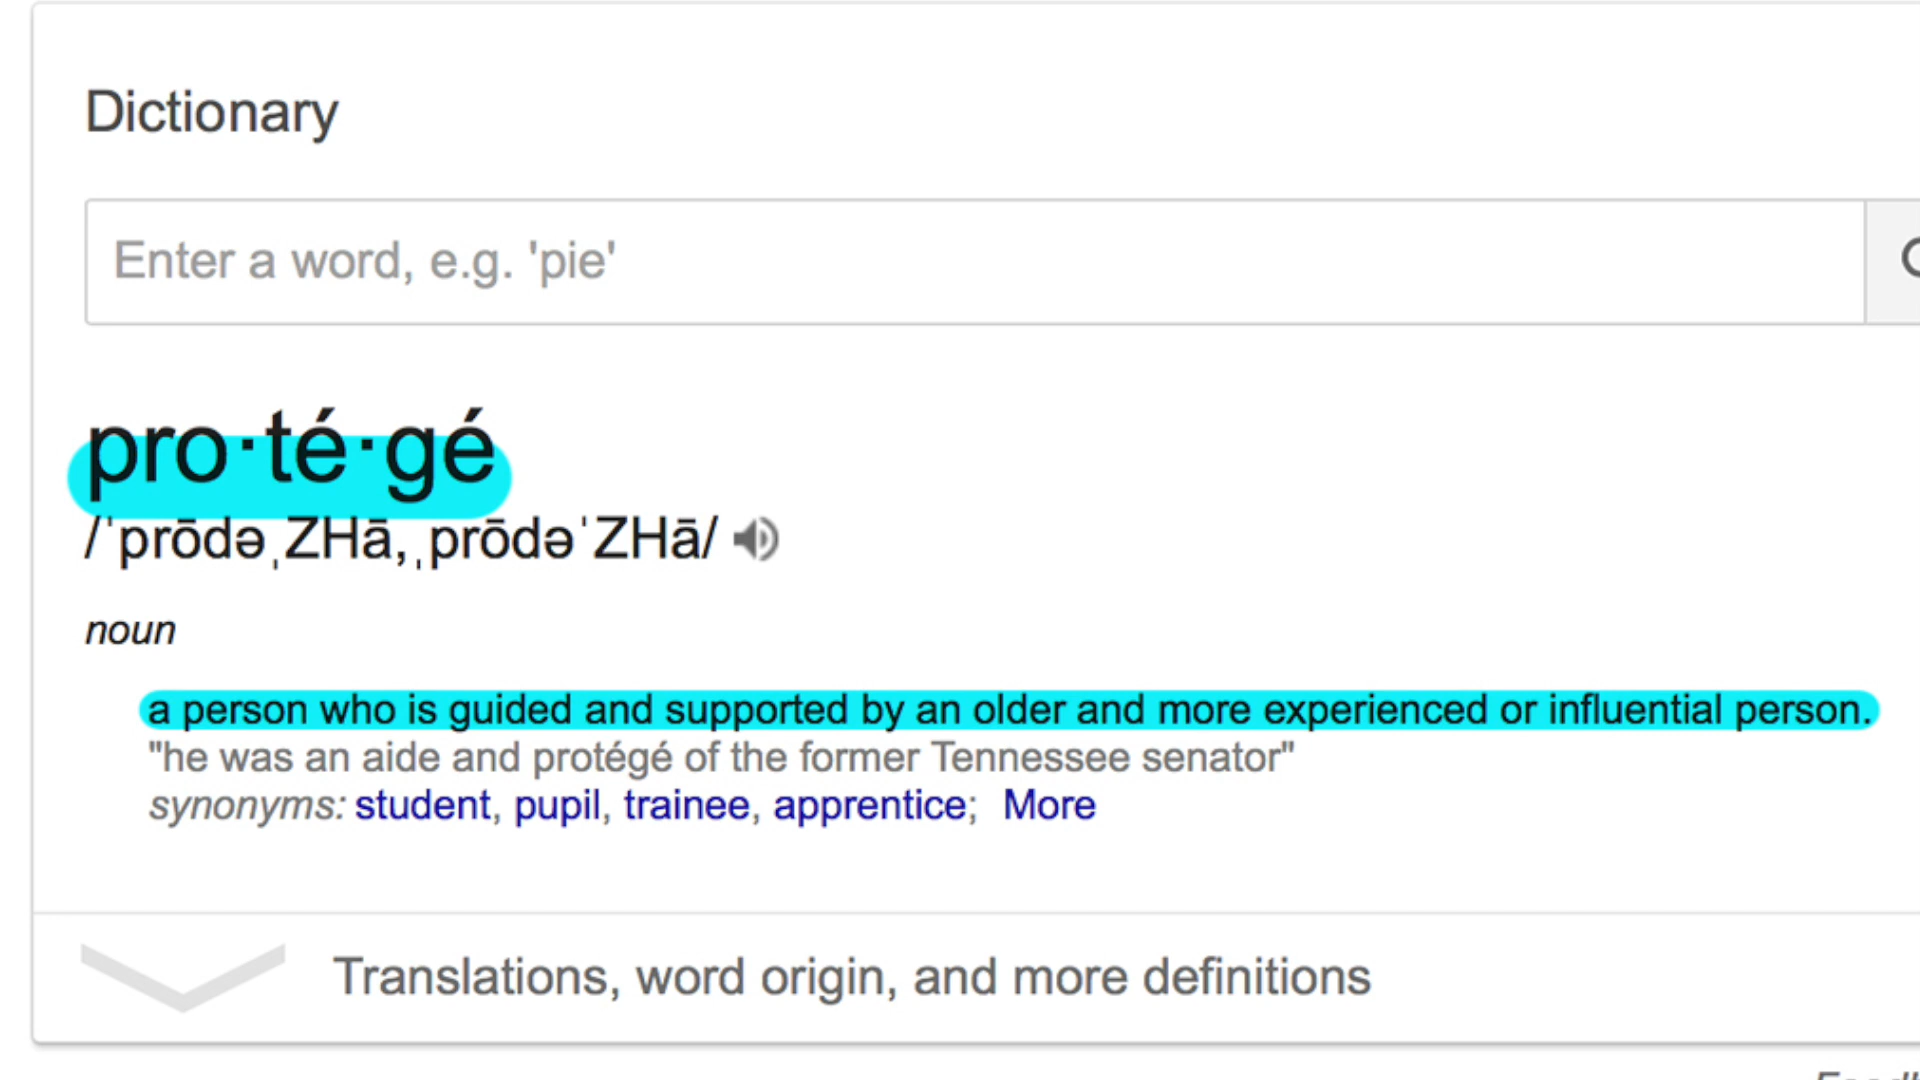 Dictionary
Enter a word, e.g. 'pie'
pro·té·gé
/ˈprōdəˌZHā,ˌprōdəˈZHā/
noun
a person who is guided and supported by an older and more experienced or influential person.
"he was an aide and protégé of the former Tennessee senator"
synonyms: student, pupil, trainee, apprentice; More
Translations, word origin, and more definitions